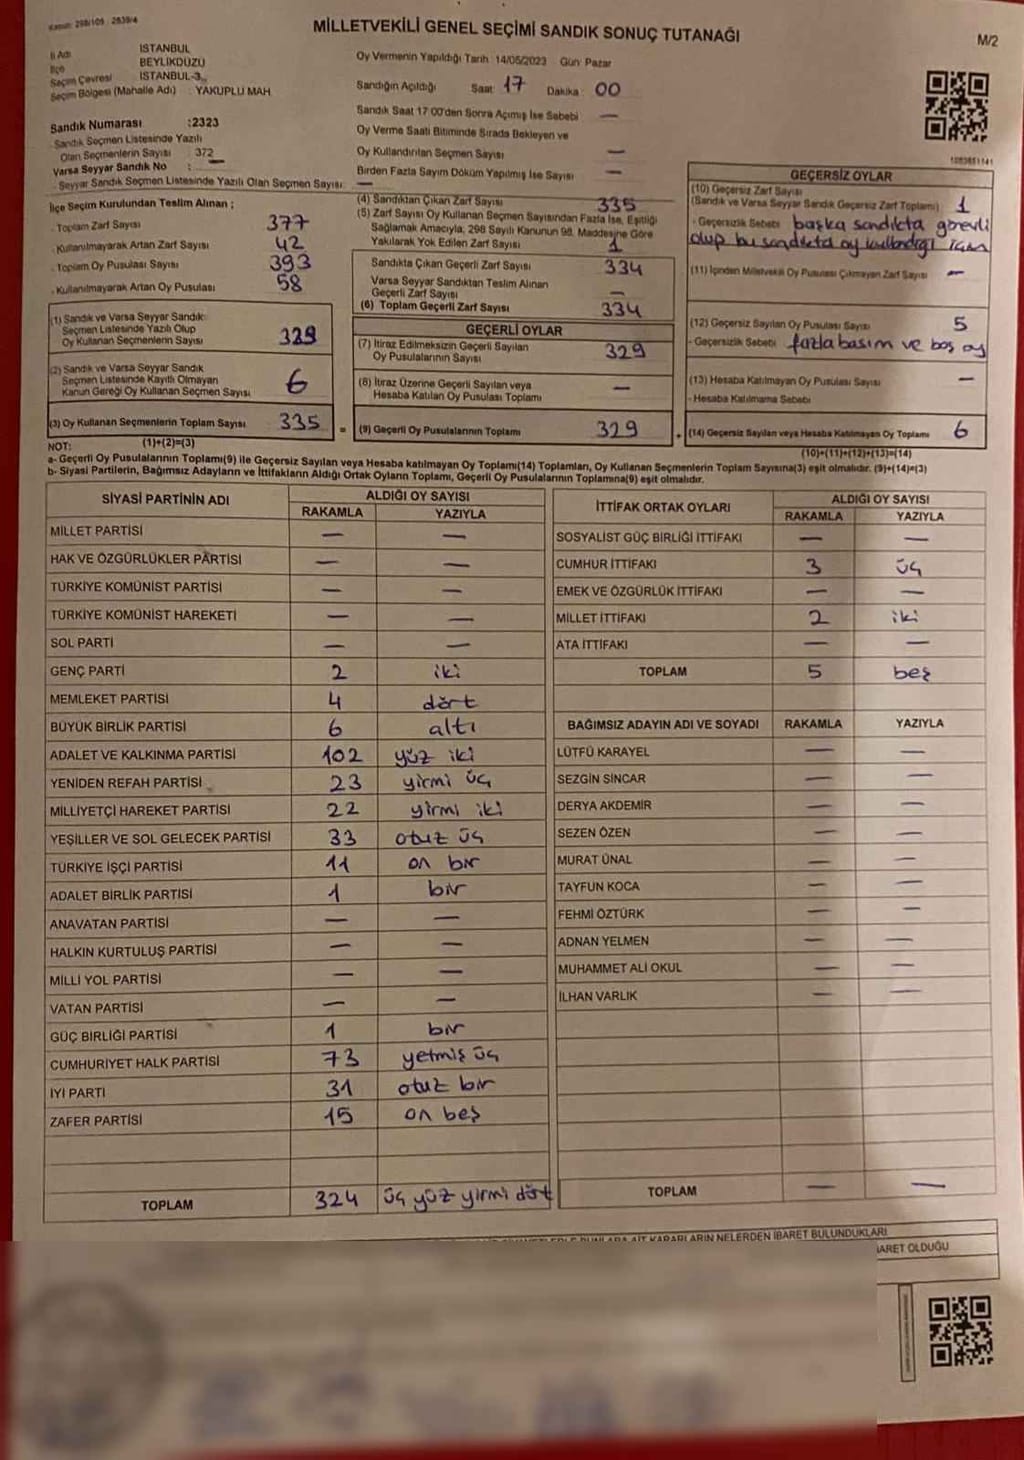 Kanun: 298/105 - 2839/4
MİLLETVEKİLİ GENEL SEÇİMİ SANDIK SONUÇ TUTANAĞI
M/2
İl Adı İSTANBUL
İlçe BEYLİKDÜZÜ
Seçim Çevresi İSTANBUL-3
Seçim Bölgesi (Mahalle Adı) : YAKUPLU MAH.
Sandık Numarası :2323
Sandık Seçmen Listesinde Yazılı
Olan Seçmenlerin Sayısı : 372
Varsa Seyyar Sandık No : —
Seyyar Sandık Seçmen Listesinde Yazılı Olan Seçmen Sayısı: —
Oy Vermenin Yapıldığı Tarih :14/05/2023 Gün: Pazar
Sandığın Açıldığı Saat : 17 Dakika : 00
Sandık Saat 17:00'den Sonra Açımış İse Sebebi —
Oy Verme Saati Bitiminde Sırada Bekleyen ve
Oy Kullandırılan Seçmen Sayısı —
Birden Fazla Sayım Döküm Yapılmış İse Sayısı —
1083651141
İlçe Seçim Kurulundan Teslim Alınan ;
- Toplam Zarf Sayısı 377
- Kullanılmayarak Artan Zarf Sayısı 42
- Toplam Oy Pusulası Sayısı 393
- Kullanılmayarak Artan Oy Pusulası 58
(1) Sandık ve Varsa Seyyar Sandık
Seçmen Listesinde Yazılı Olup
Oy Kullanan Seçmenlerin Sayısı 329
(2) Sandık ve Varsa Seyyar Sandık
Seçmen Listesinde Kayıtlı Olmayan
Kanun Gereği Oy Kullanan Seçmen Sayısı 6
(3) Oy Kullanan Seçmenlerin Toplam Sayısı 335
(1)+(2)=(3)
(4) Sandıktan Çıkan Zarf Sayısı 335
(5) Zarf Sayısı Oy Kullanan Seçmen Sayısından Fazla İse, Eşitliği
Sağlamak Amacıyla, 298 Sayılı Kanunun 98. Maddesine Göre
Yakılarak Yok Edilen Zarf Sayısı 1
Sandıkta Çıkan Geçerli Zarf Sayısı 334
Varsa Seyyar Sandıktan Teslim Alınan
Geçerli Zarf Sayısı —
(6) Toplam Geçerli Zarf Sayısı 334
GEÇERLİ OYLAR
(7) İtiraz Edilmeksizin Geçerli Sayılan
Oy Pusulalarının Sayısı 329
(8) İtiraz Üzerine Geçerli Sayılan veya
Hesaba Katılan Oy Pusulası Toplamı —
= (9) Geçerli Oy Pusulalarının Toplamı 329 +
GEÇERSİZ OYLAR
(10) Geçersiz Zarf Sayısı
(Sandık ve Varsa Seyyar Sandık Geçersiz Zarf Toplamı) 1
- Geçersizlik Sebebi başka sandıkta görevli
olup bu sandıkta oy kullandığı için
(11) İçinden Milletvekili Oy Pusulası Çıkmayan Zarf Sayısı —
(12) Geçersiz Sayılan Oy Pusulası Sayısı 5
- Geçersizlik Sebebi fazla basım ve boş oy
(13) Hesaba Katılmayan Oy Pusulası Sayısı —
- Hesaba Katılmama Sebebi
(14) Geçersiz Sayılan veya Hesaba Katılmayan Oy Toplamı 6
(10)+(11)+(12)+(13)=(14)
NOT:
a- Geçerli Oy Pusulalarının Toplamı(9) ile Geçersiz Sayılan veya Hesaba katılmayan Oy Toplamı(14) Toplamları, Oy Kullanan Seçmenlerin Toplam Sayısına(3) eşit olmalıdır. (9)+(14)=(3)
b- Siyasi Partilerin, Bağımsız Adayların ve İttifakların Aldığı Ortak Oyların Toplamı, Geçerli Oy Pusulalarının Toplamına(9) eşit olmalıdır.
SİYASİ PARTİNİN ADI ALDIĞI OY SAYISI
RAKAMLA YAZIYLA
MİLLET PARTİSİ — —
HAK VE ÖZGÜRLÜKLER PARTİSİ — —
TÜRKİYE KOMÜNİST PARTİSİ — —
TÜRKİYE KOMÜNİST HAREKETİ — —
SOL PARTİ — —
GENÇ PARTİ 2 iki
MEMLEKET PARTİSİ 4 dört
BÜYÜK BİRLİK PARTİSİ 6 altı
ADALET VE KALKINMA PARTİSİ 102 yüz iki
YENİDEN REFAH PARTİSİ 23 yirmi üç
MİLLİYETÇİ HAREKET PARTİSİ 22 yirmi iki
YEŞİLLER VE SOL GELECEK PARTİSİ 33 otuz üç
TÜRKİYE İŞÇİ PARTİSİ 11 on bir
ADALET BİRLİK PARTİSİ 1 bir
ANAVATAN PARTİSİ — —
HALKIN KURTULUŞ PARTİSİ — —
MİLLİ YOL PARTİSİ — —
VATAN PARTİSİ — —
GÜÇ BİRLİĞİ PARTİSİ 1 bir
CUMHURİYET HALK PARTİSİ 73 yetmiş üç
İYİ PARTİ 31 otuz bir
ZAFER PARTİSİ 15 on beş
TOPLAM 324 üç yüz yirmi dört
İTTİFAK ORTAK OYLARI ALDIĞI OY SAYISI
RAKAMLA YAZIYLA
SOSYALİST GÜÇ BİRLİĞİ İTTİFAKI — —
CUMHUR İTTİFAKI 3 üç
EMEK VE ÖZGÜRLÜK İTTİFAKI — —
MİLLET İTTİFAKI 2 iki
ATA İTTİFAKI — —
TOPLAM 5 beş
BAĞIMSIZ ADAYIN ADI VE SOYADI RAKAMLA YAZIYLA
LÜTFÜ KARAYEL — —
SEZGİN SİNCAR — —
DERYA AKDEMİR — —
SEZEN ÖZEN — —
MURAT ÜNAL — —
TAYFUN KOCA — —
FEHMİ ÖZTÜRK — —
ADNAN YELMEN — —
MUHAMMET ALİ OKUL — —
İLHAN VARLIK — —
TOPLAM — —
KARARLARIN NELERDEN İBARET BULUNDUKLARI
İBARET OLDUĞU